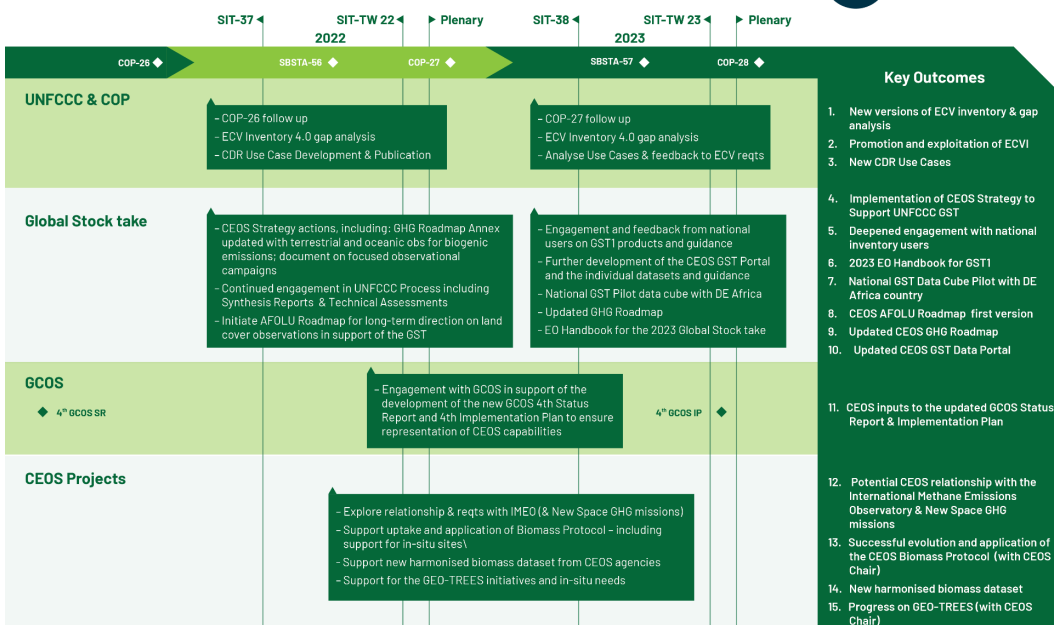 SIT-37
SIT-TW 22
Plenary
SIT-38
SIT-TW 23
Plenary
2022
2023
COP-26
SBSTA-56
COP-27
SBSTA-57
COP-28
UNFCCC & COP
– COP-26 follow up
– ECV Inventory 4.0 gap analysis
– CDR Use Case Development & Publication
– COP-27 follow up
– ECV Inventory 4.0 gap analysis
– Analyse Use Cases & feedback to ECV reqts
Global Stock take
– CEOS Strategy actions, including: GHG Roadmap Annex
updated with terrestrial and oceanic obs for biogenic
emissions; document on focused observational
campaigns
– Continued engagement in UNFCCC Process including
Synthesis Reports & Technical Assessments
– Initiate AFOLU Roadmap for long-term direction on land
cover observations in support of the GST
– Engagement and feedback from national
users on GST1 products and guidance
– Further development of the CEOS GST Portal
and the individual datasets and guidance
– National GST Pilot data cube with DE Africa
– Updated GHG Roadmap
– EO Handbook for the 2023 Global Stock take
GCOS
4th GCOS SR
– Engagement with GCOS in support of the
development of the new GCOS 4th Status
Report and 4th Implementation Plan to ensure
representation of CEOS capabilities
4th GCOS IP
CEOS Projects
– Explore relationship & reqts with IMEO (& New Space GHG missions)
– Support uptake and application of Biomass Protocol – including
support for in-situ sites\
– Support new harmonised biomass dataset from CEOS agencies
– Support for the GEO-TREES initiatives and in-situ needs
Key Outcomes
1. New versions of ECV inventory & gap
analysis
2. Promotion and exploitation of ECVI
3. New CDR Use Cases
4. Implementation of CEOS Strategy to
Support UNFCCC GST
5. Deepened engagement with national
inventory users
6. 2023 EO Handbook for GST1
7. National GST Data Cube Pilot with DE
Africa country
8. CEOS AFOLU Roadmap first version
9. Updated CEOS GHG Roadmap
10. Updated CEOS GST Data Portal
11. CEOS inputs to the updated GCOS Status
Report & Implementation Plan
12. Potential CEOS relationship with the
International Methane Emissions
Observatory & New Space GHG
missions
13. Successful evolution and application of
the CEOS Biomass Protocol (with CEOS
Chair)
14. New harmonised biomass dataset
15. Progress on GEO-TREES (with CEOS
Chair)